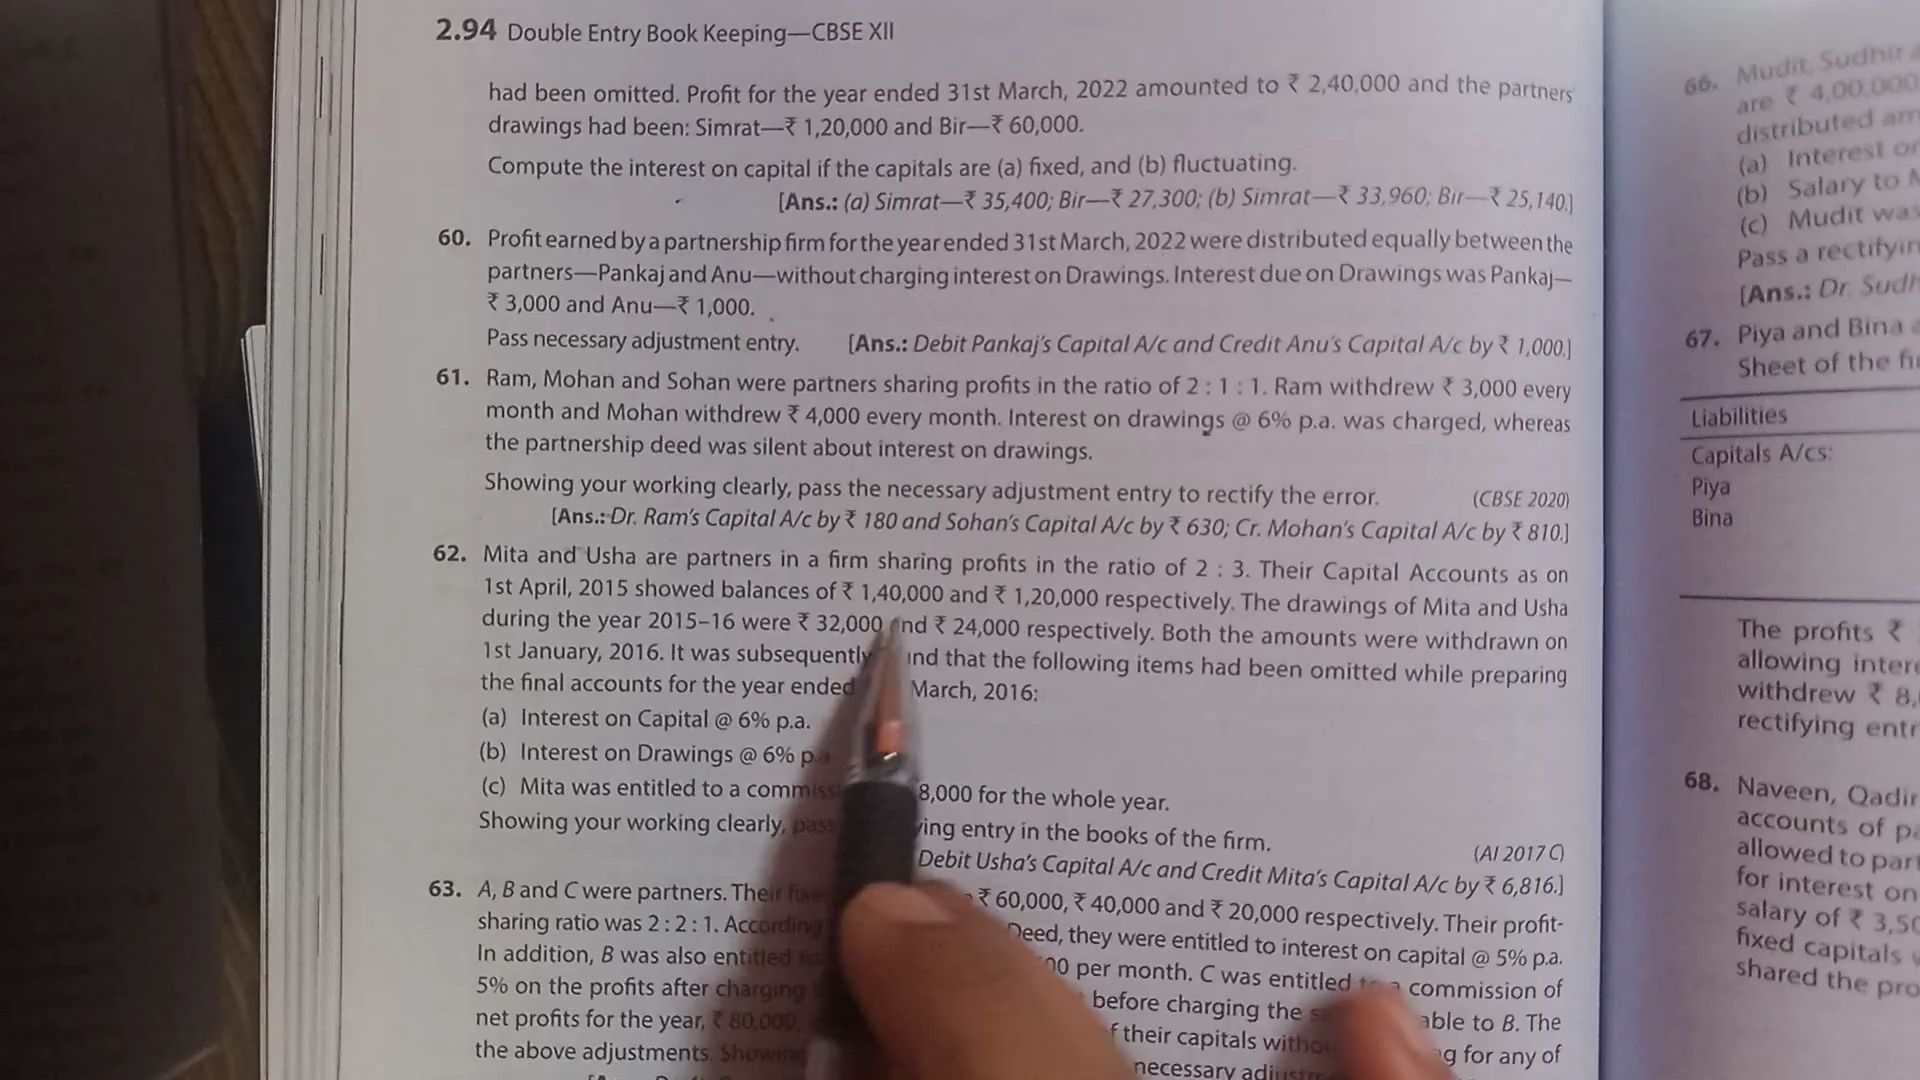 2.94 Double Entry Book Keeping—CBSE XII
had been omitted. Profit for the year ended 31st March, 2022 amounted to ₹ 2,40,000 and the partners
drawings had been: Simrat—₹ 1,20,000 and Bir—₹ 60,000.
Compute the interest on capital if the capitals are (a) fixed, and (b) fluctuating.
[Ans.: (a) Simrat—₹ 35,400; Bir—₹ 27,300; (b) Simrat—₹ 33,960; Bir—₹ 25,140.]
60. Profit earned by a partnership firm for the year ended 31st March, 2022 were distributed equally between the
partners—Pankaj and Anu—without charging interest on Drawings. Interest due on Drawings was Pankaj—
₹ 3,000 and Anu—₹ 1,000.
Pass necessary adjustment entry. [Ans.: Debit Pankaj's Capital A/c and Credit Anu's Capital A/c by ₹ 1,000.]
61. Ram, Mohan and Sohan were partners sharing profits in the ratio of 2 : 1 : 1. Ram withdrew ₹ 3,000 every
month and Mohan withdrew ₹ 4,000 every month. Interest on drawings @ 6% p.a. was charged, whereas
the partnership deed was silent about interest on drawings.
Showing your working clearly, pass the necessary adjustment entry to rectify the error. (CBSE 2020)
[Ans.: Dr. Ram's Capital A/c by ₹ 180 and Sohan's Capital A/c by ₹ 630; Cr. Mohan's Capital A/c by ₹ 810.]
62. Mita and Usha are partners in a firm sharing profits in the ratio of 2 : 3. Their Capital Accounts as on
1st April, 2015 showed balances of ₹ 1,40,000 and ₹ 1,20,000 respectively. The drawings of Mita and Usha
during the year 2015–16 were ₹ 32,000 and ₹ 24,000 respectively. Both the amounts were withdrawn on
1st January, 2016. It was subsequently that the following items had been omitted while preparing
the final accounts for the year ended March, 2016:
(a) Interest on Capital @ 6% p.a.
(b) Interest on Drawings @ 6% p.a.
(c) Mita was entitled to a 8,000 for the whole year.
Showing your working clearly, entry in the books of the firm. (AI 2017 C)
Debit Usha's Capital A/c and Credit Mita's Capital A/c by ₹ 6,816.]
63. A, B and C were partners. Their ₹ 60,000, ₹ 40,000 and ₹ 20,000 respectively. Their profit-
sharing ratio was 2 : 2 : 1. According Deed, they were entitled to interest on capital @ 5% p.a.
In addition, B was also entitled per month. C was entitled to a commission of
5% on the profits after charging before charging the to B. The
net profits for the year, ₹ 80,000, their capitals for any of
the above adjustments. Showing necessary
66. Mudit, Sudhir
are ₹ 4,00,000
distributed
(a) Interest
(b) Salary to
(c) Mudit was
Pass a
[Ans.: Dr.
67. Piya and Bina
Sheet of the
Liabilities
Capitals A/cs:
Piya
Bina
The profits ₹
allowing
withdrew ₹
rectifying
68. Naveen,
accounts of
allowed to
for interest on
salary of ₹
fixed capitals
shared the